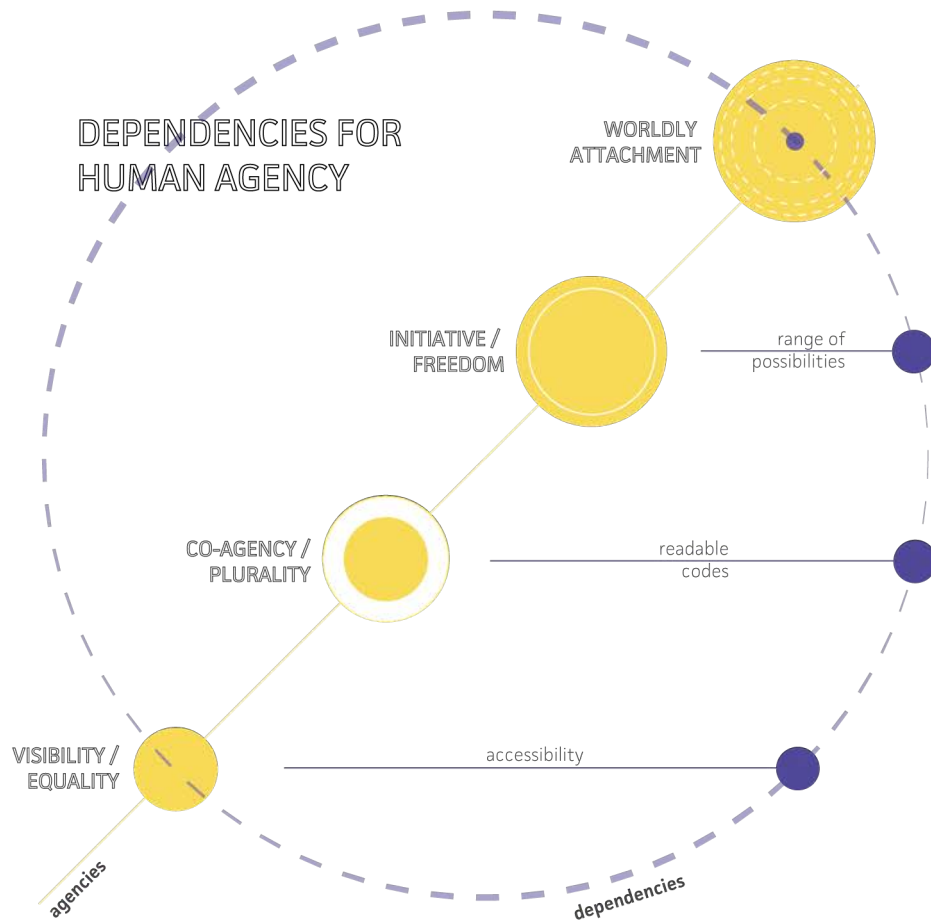 DEPENDENCIES FOR
HUMAN AGENCY
WORLDLY
ATTACHMENT
INITIATIVE /
FREEDOM
range of
possibilities
CO-AGENCY /
PLURALITY
readable
codes
VISIBILITY /
EQUALITY
accessibility
agencies
dependencies